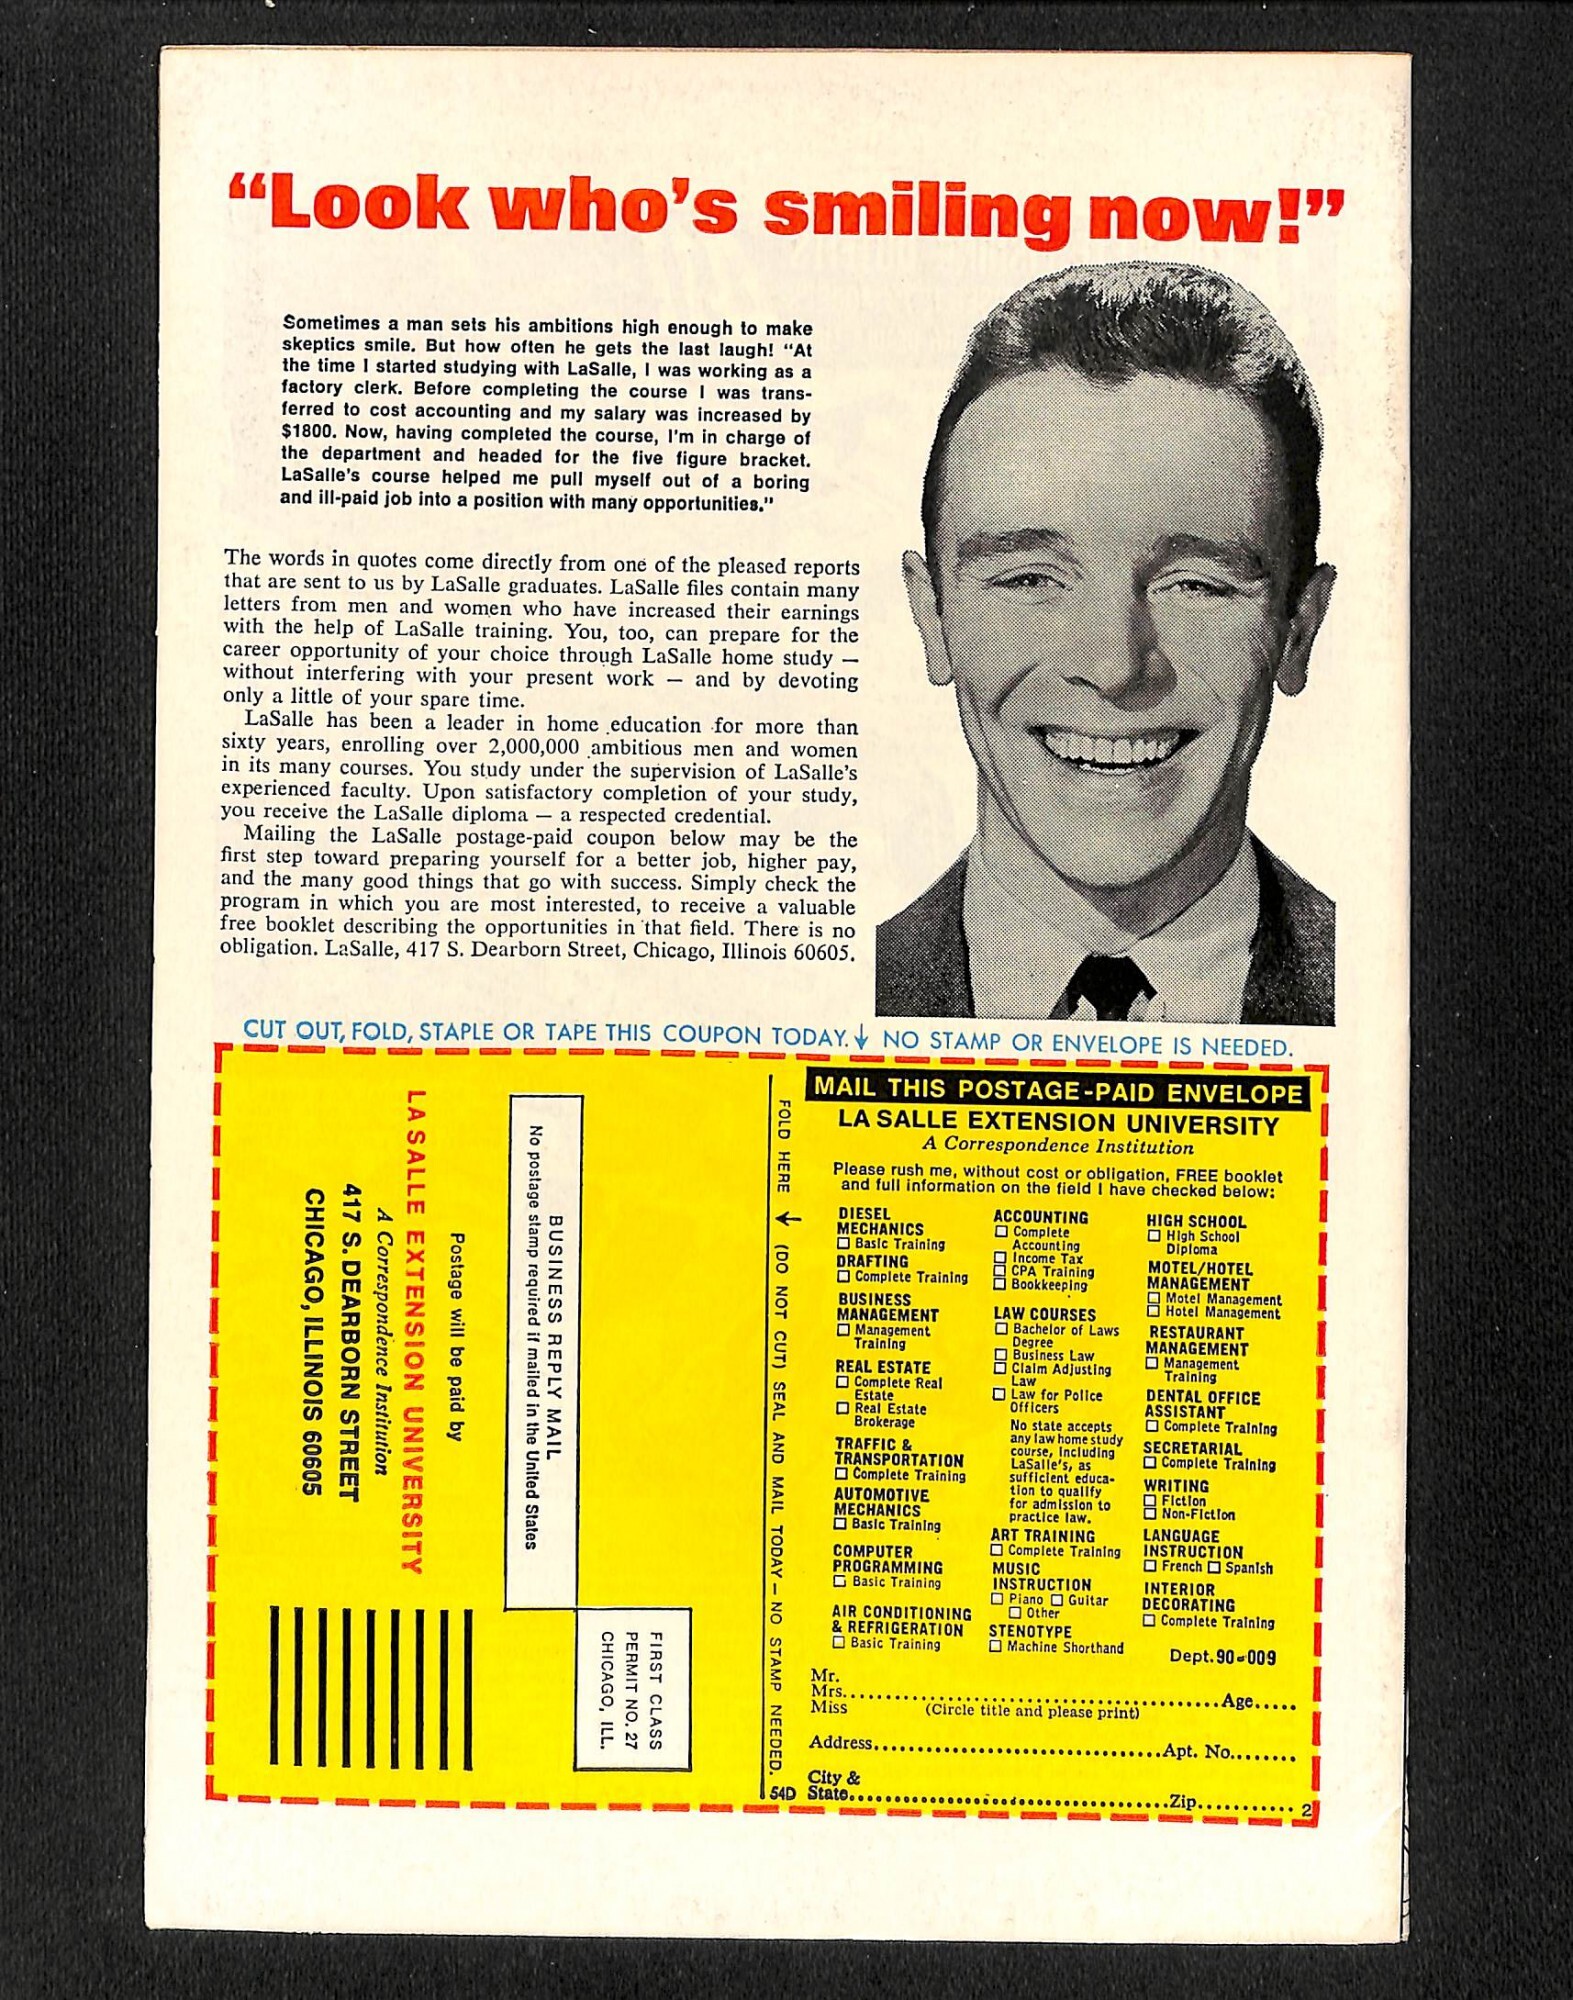 “Look who’s smiling now!”
Sometimes a man sets his ambitions high enough to make
skeptics smile. But how often he gets the last laugh! “At
the time I started studying with LaSalle, I was working as a
factory clerk. Before completing the course I was trans-
ferred to cost accounting and my salary was increased by
$1800. Now, having completed the course, I'm in charge of
the department and headed for the five figure bracket.
LaSalle's course helped me pull myself out of a boring
and ill-paid job into a position with many opportunities.”
The words in quotes come directly from one of the pleased reports
that are sent to us by LaSalle graduates. LaSalle files contain many
letters from men and women who have increased their earnings
with the help of LaSalle training. You, too, can prepare for the
career opportunity of your choice through LaSalle home study —
without interfering with your present work — and by devoting
only a little of your spare time.
LaSalle has been a leader in home education for more than
sixty years, enrolling over 2,000,000 ambitious men and women
in its many courses. You study under the supervision of LaSalle's
experienced faculty. Upon satisfactory completion of your study,
you receive the LaSalle diploma — a respected credential.
Mailing the LaSalle postage-paid coupon below may be the
first step toward preparing yourself for a better job, higher pay,
and the many good things that go with success. Simply check the
program in which you are most interested, to receive a valuable
free booklet describing the opportunities in that field. There is no
obligation. LaSalle, 417 S. Dearborn Street, Chicago, Illinois 60605.
CUT OUT, FOLD, STAPLE OR TAPE THIS COUPON TODAY. ↓ NO STAMP OR ENVELOPE IS NEEDED.
FIRST CLASS
PERMIT NO. 27
CHICAGO, ILL.
BUSINESS REPLY MAIL
No postage stamp required if mailed in the United States
Postage will be paid by
LA SALLE EXTENSION UNIVERSITY
A Correspondence Institution
417 S. DEARBORN STREET
CHICAGO, ILLINOIS 60605
FOLD HERE ↓ (DO NOT CUT) SEAL AND MAIL TODAY — NO STAMP NEEDED.
54D
MAIL THIS POSTAGE-PAID ENVELOPE
LA SALLE EXTENSION UNIVERSITY
A Correspondence Institution
Please rush me, without cost or obligation, FREE booklet
and full information on the field I have checked below:
DIESEL
MECHANICS
☐ Basic Training
DRAFTING
☐ Complete Training
BUSINESS
MANAGEMENT
☐ Management
Training
REAL ESTATE
☐ Complete Real
Estate
☐ Real Estate
Brokerage
TRAFFIC &
TRANSPORTATION
☐ Complete Training
AUTOMOTIVE
MECHANICS
☐ Basic Training
COMPUTER
PROGRAMMING
☐ Basic Training
AIR CONDITIONING
& REFRIGERATION
☐ Basic Training
ACCOUNTING
☐ Complete
Accounting
☐ Income Tax
☐ CPA Training
☐ Bookkeeping
LAW COURSES
☐ Bachelor of Laws
Degree
☐ Business Law
☐ Claim Adjusting
Law
☐ Law for Police
Officers
No state accepts
any law home study
course, including
LaSalle's, as
sufficient educa-
tion to qualify
for admission to
practice law.
ART TRAINING
☐ Complete Training
MUSIC
INSTRUCTION
☐ Piano ☐ Guitar
☐ Other
STENOTYPE
☐ Machine Shorthand
HIGH SCHOOL
☐ High School
Diploma
MOTEL/HOTEL
MANAGEMENT
☐ Motel Management
☐ Hotel Management
RESTAURANT
MANAGEMENT
☐ Management
Training
DENTAL OFFICE
ASSISTANT
☐ Complete Training
SECRETARIAL
☐ Complete Training
WRITING
☐ Fiction
☐ Non-Fiction
LANGUAGE
INSTRUCTION
☐ French ☐ Spanish
INTERIOR
DECORATING
☐ Complete Training
Dept. 90-009
Mr.
Mrs. ........ Age.....
Miss (Circle title and please print)
Address ........ Apt. No........
City &
State ........ Zip........... 2